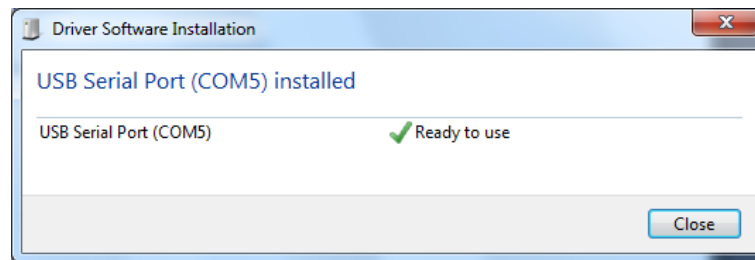 Driver Software Installation
USB Serial Port (COM5) installed
USB Serial Port (COM5) Ready to use
Close